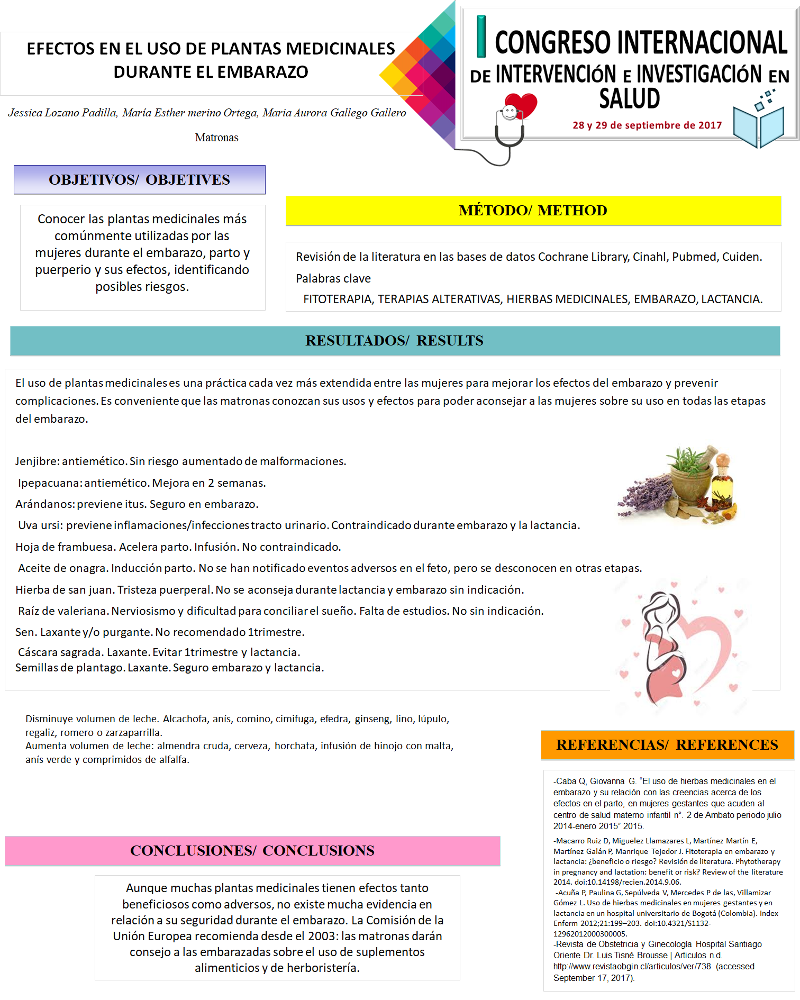 EFECTOS EN EL USO DE PLANTAS MEDICINALES
DURANTE EL EMBARAZO
Jessica Lozano Padilla, María Esther merino Ortega, Maria Aurora Gallego Gallero
Matronas
I CONGRESO INTERNACIONAL
DE INTERVENCIÓN E INVESTIGACIÓN EN
SALUD
28 y 29 de septiembre de 2017
OBJETIVOS/ OBJETIVES
Conocer las plantas medicinales más
comúnmente utilizadas por las
mujeres durante el embarazo, parto y
puerperio y sus efectos, identificando
posibles riesgos.
MÉTODO/ METHOD
Revisión de la literatura en las bases de datos Cochrane Library, Cinahl, Pubmed, Cuiden.
Palabras clave
FITOTERAPIA, TERAPIAS ALTERATIVAS, HIERBAS MEDICINALES, EMBARAZO, LACTANCIA.
RESULTADOS/ RESULTS
El uso de plantas medicinales es una práctica cada vez más extendida entre las mujeres para mejorar los efectos del embarazo y prevenir
complicaciones. Es conveniente que las matronas conozcan sus usos y efectos para poder aconsejar a las mujeres sobre su uso en todas las etapas
del embarazo.
Jenjibre: antiemético. Sin riesgo aumentado de malformaciones.
Ipepacuana: antiemético. Mejora en 2 semanas.
Arándanos: previene itus. Seguro en embarazo.
Uva ursi: previene inflamaciones/infecciones tracto urinario. Contraindicado durante embarazo y la lactancia.
Hoja de frambuesa. Acelera parto. Infusión. No contraindicado.
Aceite de onagra. Inducción parto. No se han notificado eventos adversos en el feto, pero se desconocen en otras etapas.
Hierba de san juan. Tristeza puerperal. No se aconseja durante lactancia y embarazo sin indicación.
Raíz de valeriana. Nerviosismo y dificultad para conciliar el sueño. Falta de estudios. No sin indicación.
Sen. Laxante y/o purgante. No recomendado 1trimestre.
Cáscara sagrada. Laxante. Evitar 1trimestre y lactancia.
Semillas de plantago. Laxante. Seguro embarazo y lactancia.
Disminuye volumen de leche. Alcachofa, anís, comino, cimifuga, efedra, ginseng, lino, lúpulo,
regaliz, romero o zarzaparrilla.
Aumenta volumen de leche: almendra cruda, cerveza, horchata, infusión de hinojo con malta,
anís verde y comprimidos de alfalfa.
CONCLUSIONES/ CONCLUSIONS
Aunque muchas plantas medicinales tienen efectos tanto
beneficiosos como adversos, no existe mucha evidencia en
relación a su seguridad durante el embarazo. La Comisión de la
Unión Europea recomienda desde el 2003: las matronas darán
consejo a las embarazadas sobre el uso de suplementos
alimenticios y de herboristería.
REFERENCIAS/ REFERENCES
-Caba Q, Giovanna G. “El uso de hierbas medicinales en el
embarazo y su relación con las creencias acerca de los
efectos en el parto, en mujeres gestantes que acuden al
centro de salud materno infantil n°. 2 de Ambato periodo julio
2014-enero 2015” 2015.
-Macarro Ruiz D, Miguelez Llamazares L, Martínez Martín E,
Martínez Galán P, Manrique Tejedor J. Fitoterapia en embarazo y
lactancia: ¿beneficio o riesgo? Revisión de literatura. Phytotherapy
in pregnancy and lactation: benefit or risk? Review of the literature
2014. doi:10.14198/recien.2014.9.06.
-Acuña P, Paulina G, Sepúlveda V, Mercedes P de las, Villamizar
Gómez L. Uso de hierbas medicinales en mujeres gestantes y en
lactancia en un hospital universitario de Bogotá (Colombia). Index
Enferm 2012;21:199–203. doi:10.4321/S1132-
12962012000300005.
-Revista de Obstetricia y Ginecología Hospital Santiago
Oriente Dr. Luis Tisné Brousse | Articulos n.d.
http://www.revistaobgin.cl/articulos/ver/738 (accessed
September 17, 2017).